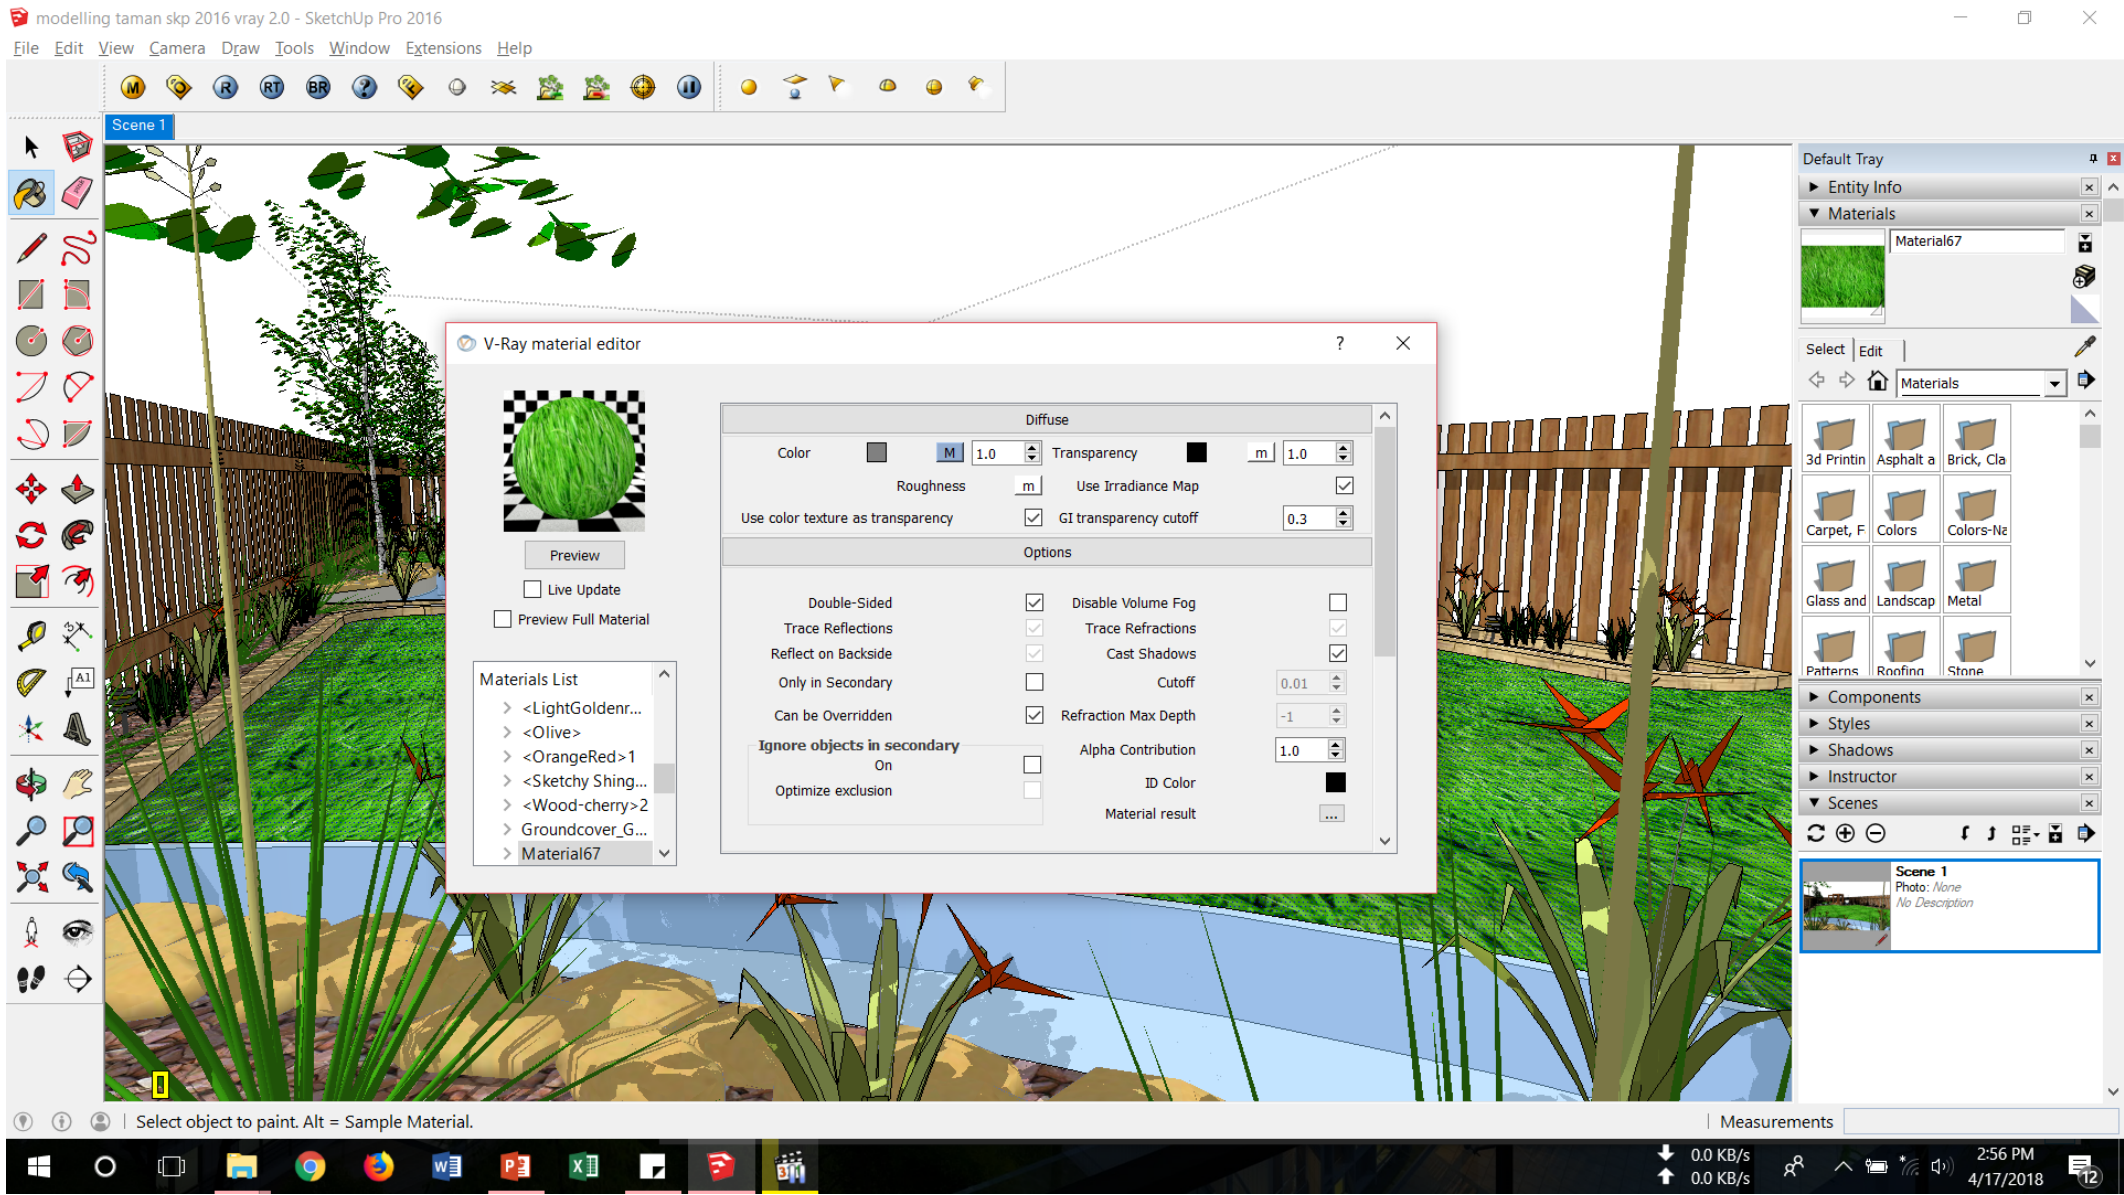 modelling taman skp 2016 vray 2.0 - SketchUp Pro 2016
File Edit View Camera Draw Tools Window Extensions Help
M R RT BR ?
Scene 1
Default Tray
Entity Info
Materials
Material67
Select Edit
Materials
3d Printin Asphalt a Brick, Cla
Carpet, F Colors Colors-Na
Glass and Landscap Metal
Patterns Roofing Stone
Components
Styles
Shadows
Instructor
Scenes
Scene 1
Photo: None
No Description
V-Ray material editor ?
Preview
Live Update
Preview Full Material
Materials List
<LightGoldenr...
<Olive>
<OrangeRed>1
<Sketchy Shing...
<Wood-cherry>2
Groundcover_G...
Material67
Diffuse
Color M 1.0 Transparency m 1.0
Roughness m Use Irradiance Map
Use color texture as transparency GI transparency cutoff 0.3
Options
Double-Sided Disable Volume Fog
Trace Reflections Trace Refractions
Reflect on Backside Cast Shadows
Only in Secondary Cutoff 0.01
Can be Overridden Refraction Max Depth -1
Ignore objects in secondary
On
Optimize exclusion
Alpha Contribution 1.0
ID Color
Material result ...
A1
Select object to paint. Alt = Sample Material.
Measurements
0.0 KB/s
0.0 KB/s
2:56 PM
4/17/2018
12